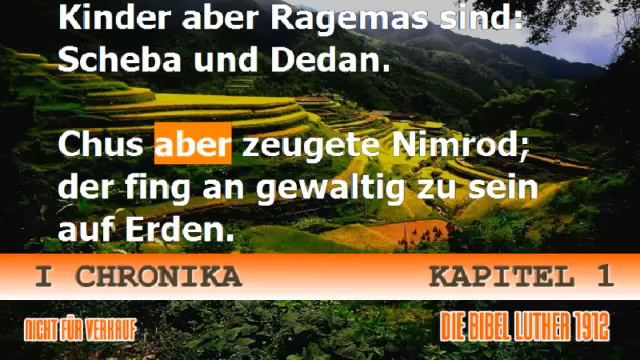 Kinder aber Ragemas sind:
Scheba und Dedan.
Chus aber zeugete Nimrod;
der fing an gewaltig zu sein
auf Erden.
I CHRONIKA KAPITEL 1
NICHT FÜR VERKAUF DIE BIBEL LUTHER 1912